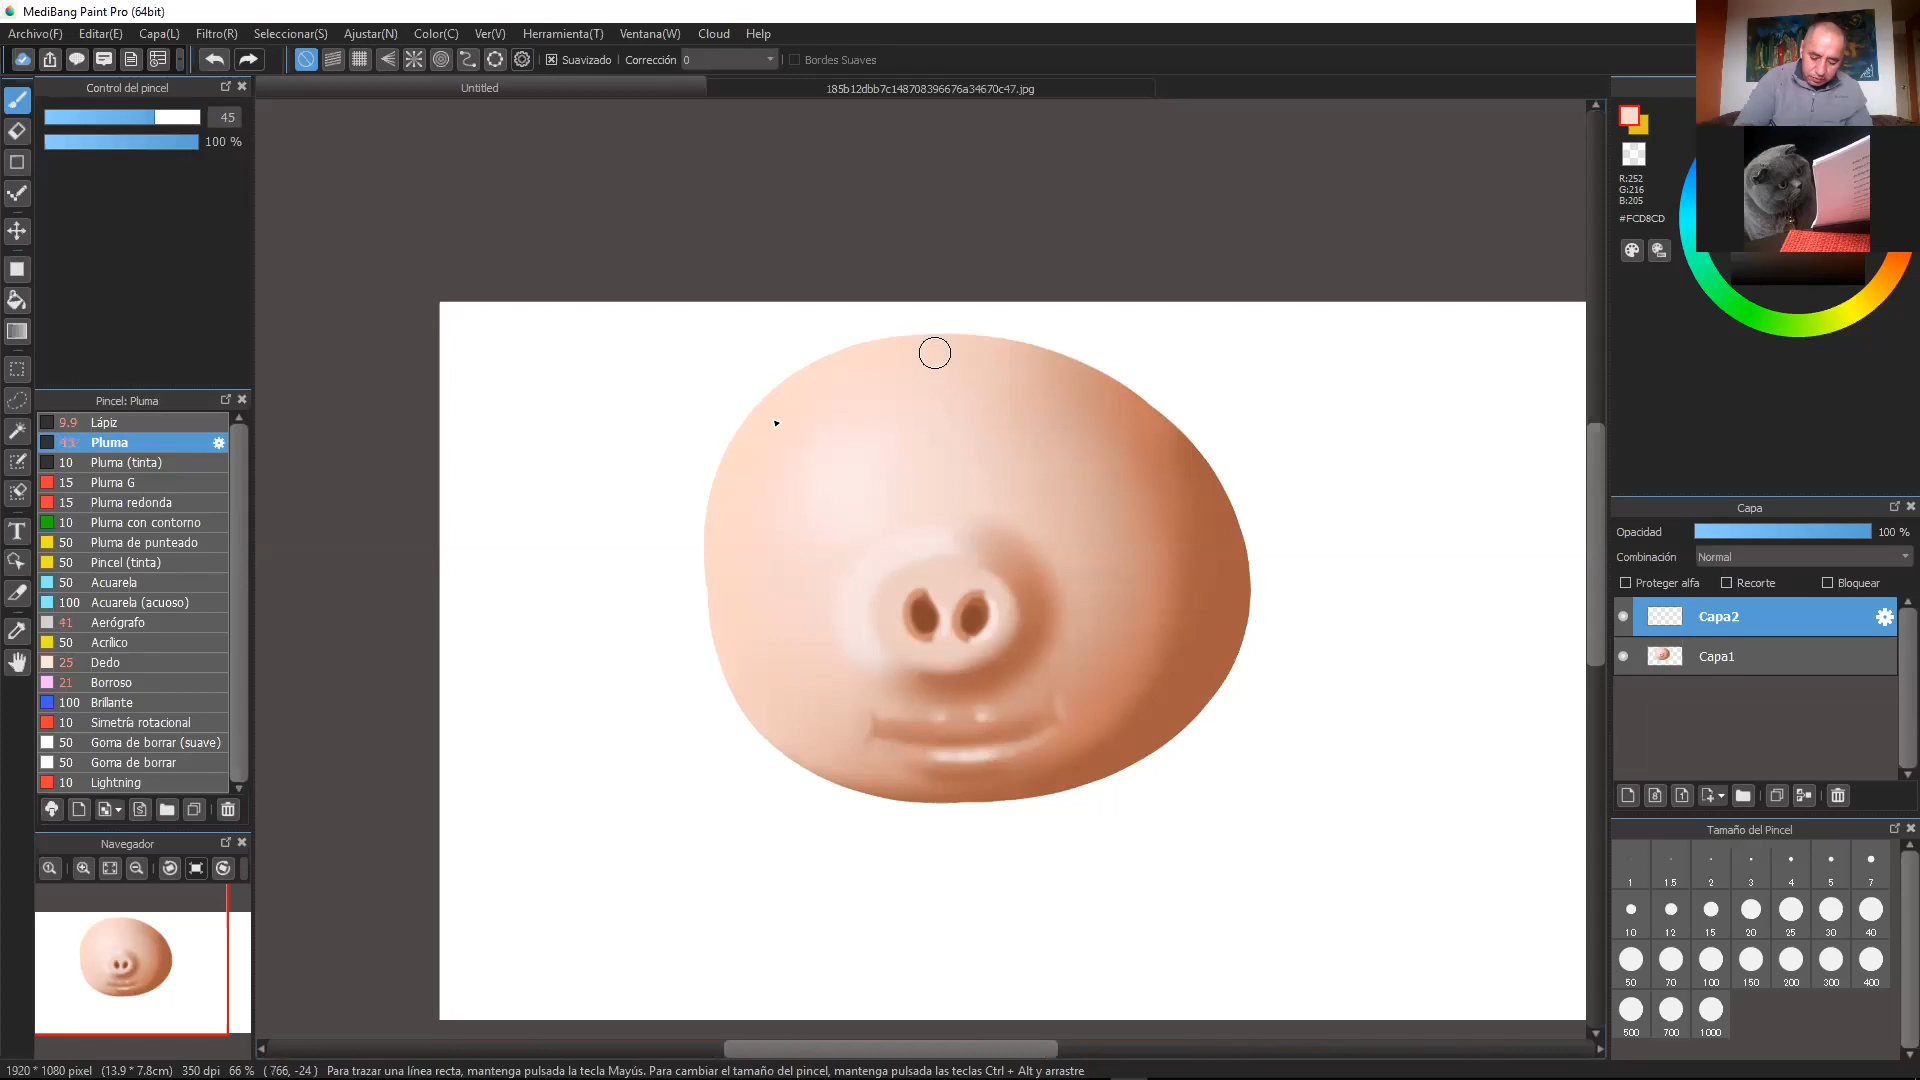 MediBang Paint Pro (64bit)
Archivo(F) Editar(E) Capa(L) Filtro(R) Seleccionar(S) Ajustar(N) Color(C) Ver(V) Herramienta(T) Ventana(W) Cloud Help
Suavizado Corrección 0 Bordes Suaves
Control del pincel
Untitled
185b12dbb7c148708396676a34670c47.jpg
45
100 %
R:252
G:216
B:205
#FCD8CD
Pincel: Pluma
9.9 Lápiz
45 Pluma
10 Pluma (tinta)
15 Pluma G
15 Pluma redonda
10 Pluma con contorno
50 Pluma de punteado
50 Pincel (tinta)
50 Acuarela
100 Acuarela (acuoso)
41 Aerógrafo
50 Acrílico
25 Dedo
21 Borroso
100 Brillante
10 Simetría rotacional
50 Goma de borrar (suave)
50 Goma de borrar
10 Lightning
Navegador
Capa
Opacidad 100 %
Combinación Normal
Proteger alfa Recorte Bloquear
Capa2
Capa1
Tamaño del Pincel
1 1.5 2 3 4 5 7
10 12 15 20 25 30 40
50 70 100 150 200 300 400
500 700 1000
1920 * 1080 pixel (13.9 * 7.8cm) 350 dpi 66 % ( 766, -24 ) Para trazar una línea recta, mantenga pulsada la tecla Mayús. Para cambiar el tamaño del pincel, mantenga pulsadas las teclas Ctrl + Alt y arrastre